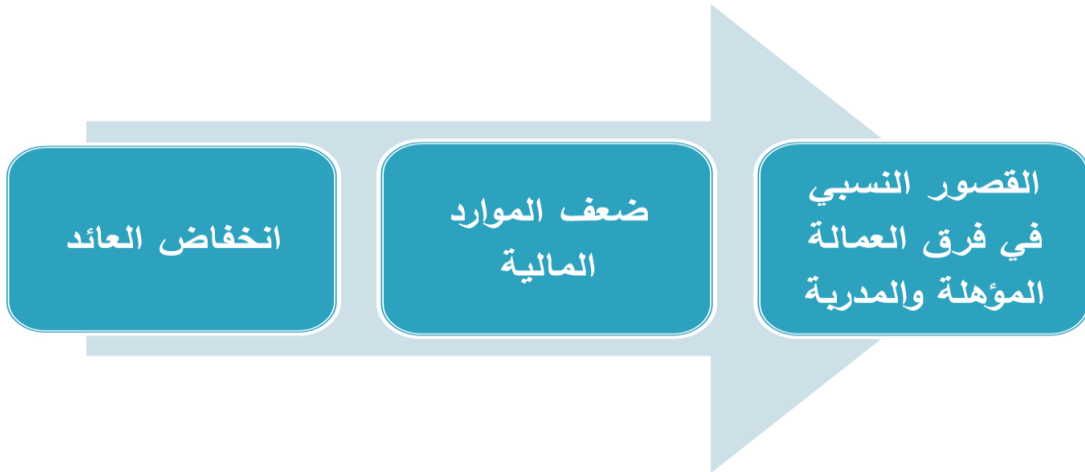 القصور النسبي
في فرق العمالة
المؤهلة والمدربة
ضعف الموارد
المالية
انخفاض العائد